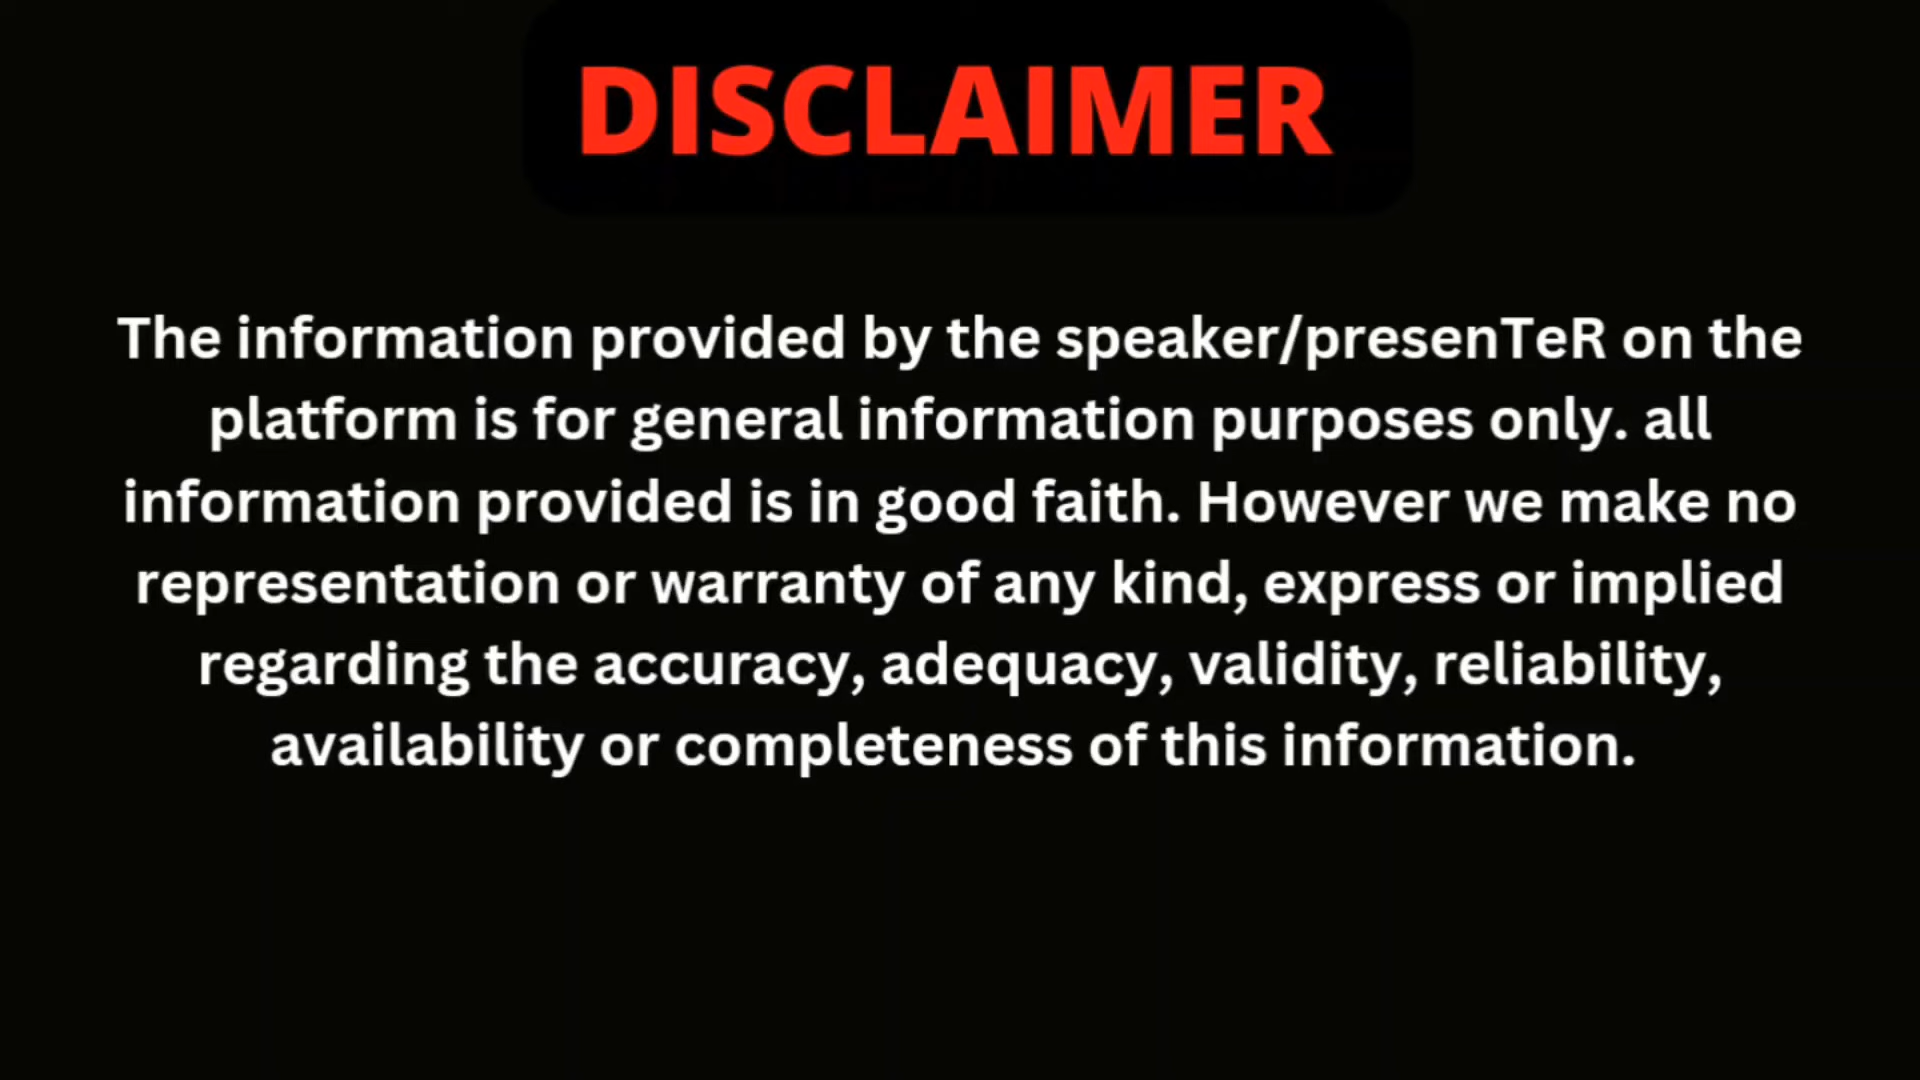 DISCLAIMER
The information provided by the speaker/presenTeR on the
platform is for general information purposes only. all
information provided is in good faith. However we make no
representation or warranty of any kind, express or implied
regarding the accuracy, adequacy, validity, reliability,
availability or completeness of this information.